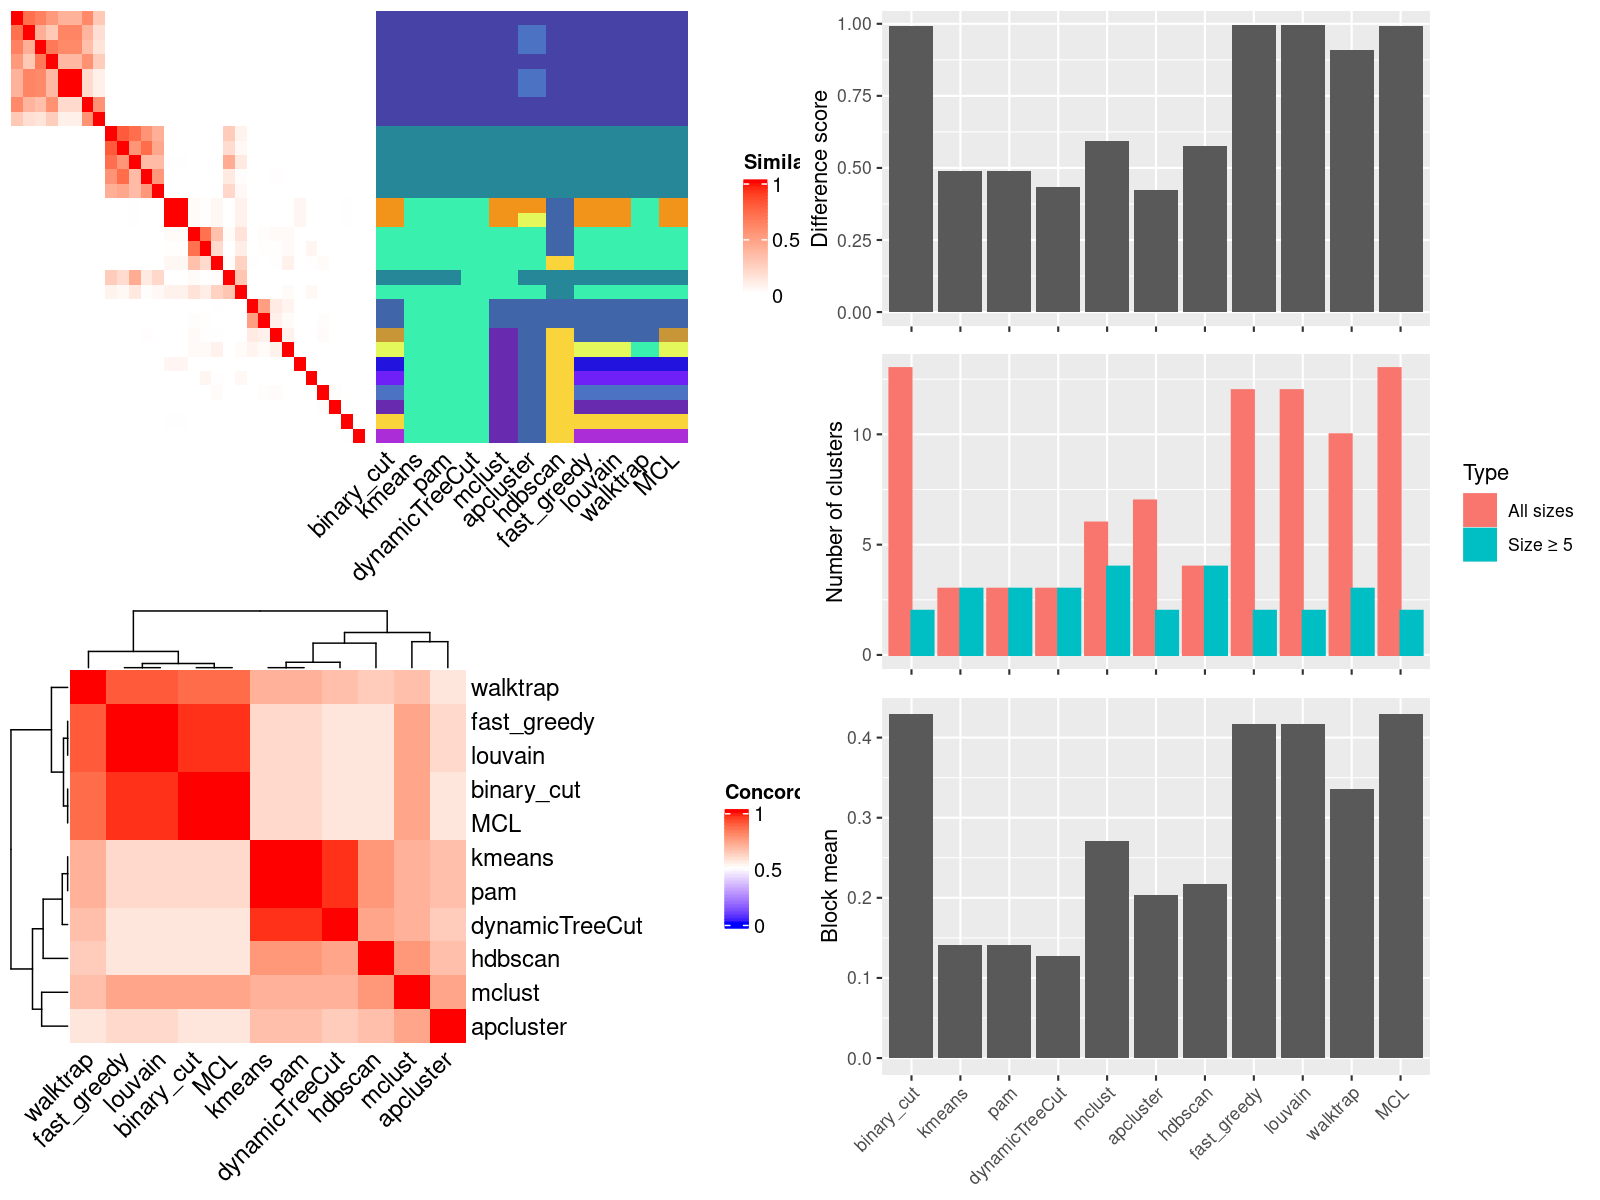 Simila
1
0.5
0
binary_cut
kmeans
pam
dynamicTreeCut
mclust
apcluster
hdbscan
fast_greedy
louvain
walktrap
MCL
walktrap
fast_greedy
louvain
binary_cut
MCL
kmeans
pam
dynamicTreeCut
hdbscan
mclust
apcluster
Concord
1
0.5
0
walktrap
fast_greedy
louvain
binary_cut
MCL
kmeans
pam
dynamicTreeCut
hdbscan
mclust
apcluster
Difference score
1.00
0.75
0.50
0.25
0.00
Number of clusters
10
5
0
Type
All sizes
Size ≥ 5
Block mean
0.4
0.3
0.2
0.1
0.0
binary_cut
kmeans
pam
dynamicTreeCut
mclust
apcluster
hdbscan
fast_greedy
louvain
walktrap
MCL